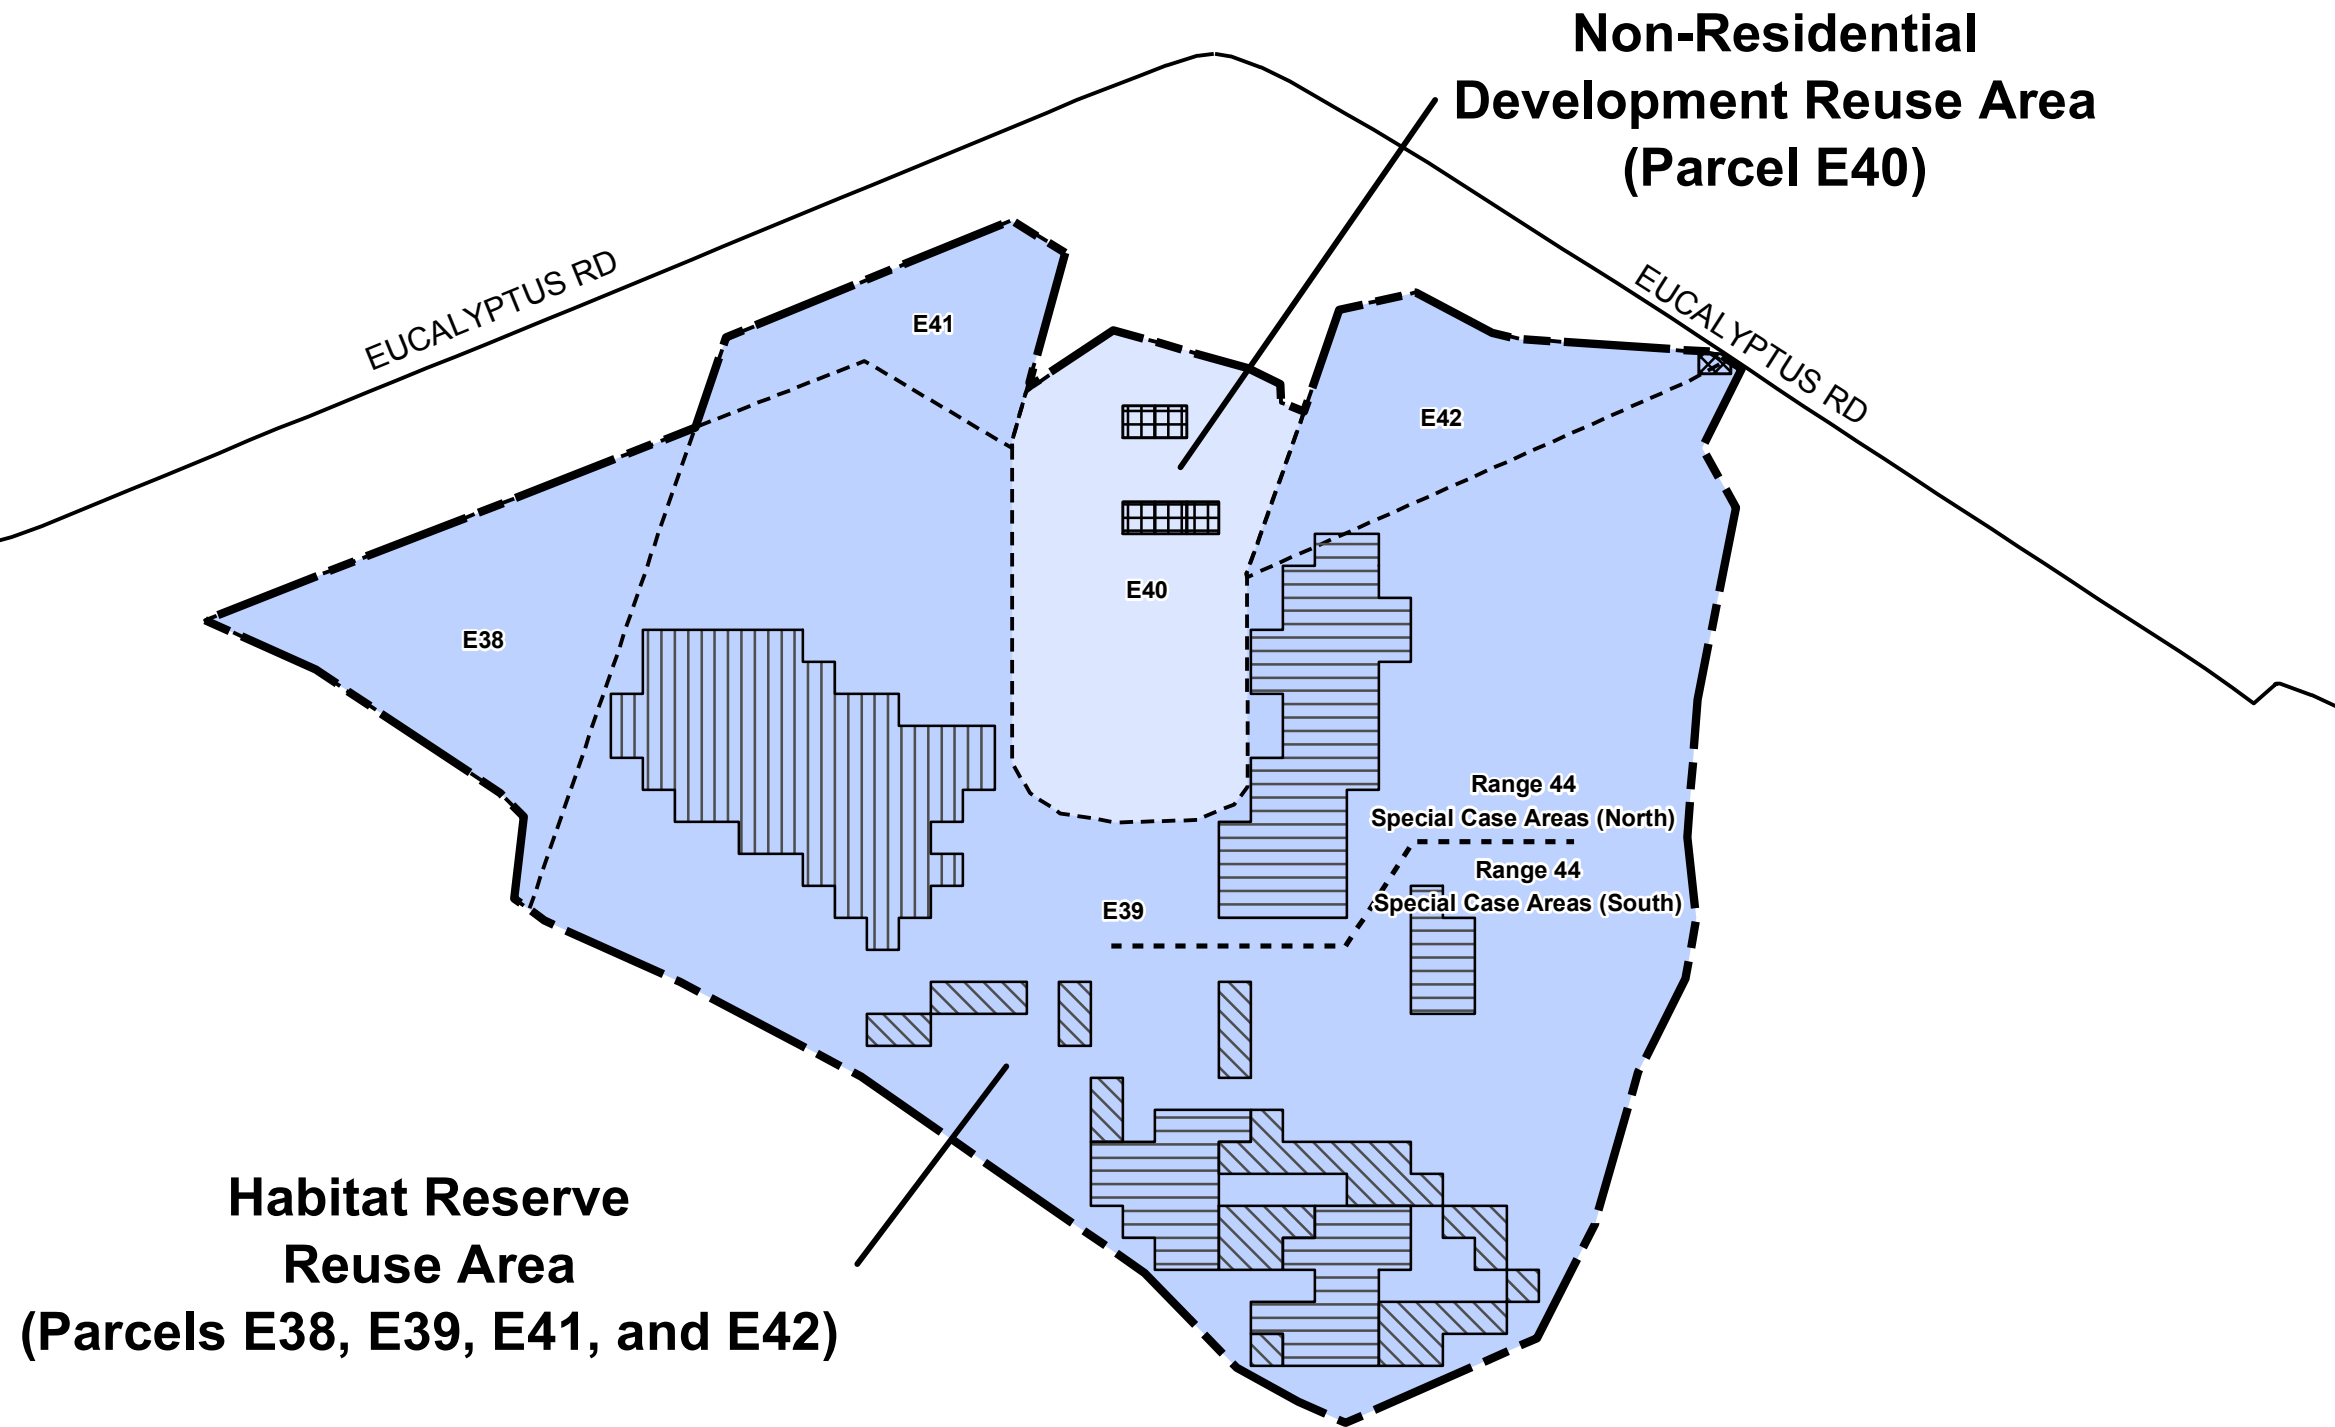 Non-Residential
Development Reuse Area
(Parcel E40)
EUCALYPTUS RD
EUCALYPTUS RD
E41
E42
E40
E38
Range 44
Special Case Areas (North)
Range 44
Special Case Areas (South)
E39
Habitat Reserve
Reuse Area
(Parcels E38, E39, E41, and E42)